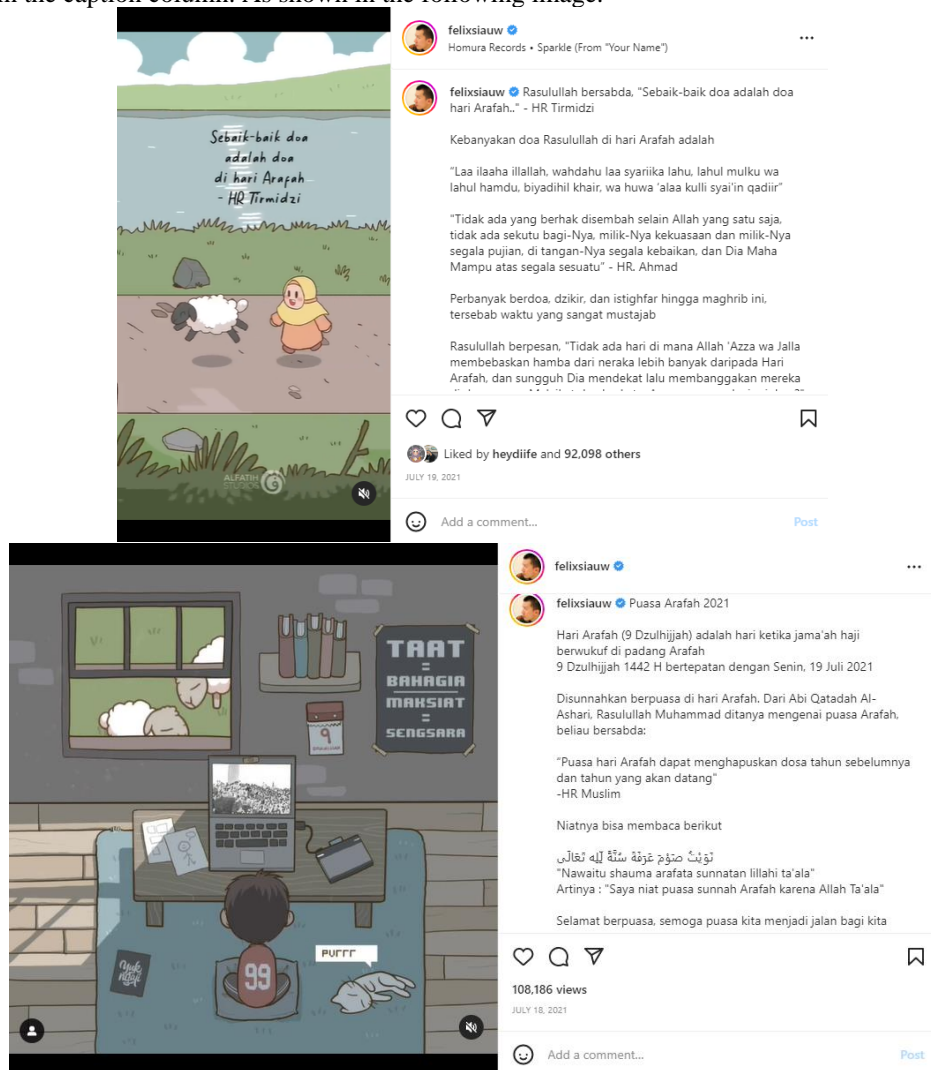 in the caption column. As shown in the following image.
felixsiauw
Homura Records • Sparkle (From "Your Name")
Sebaik-baik doa
adalah doa
di hari Arafah
- HR Tirmidzi
ALFATIH
STUDIOS
felixsiauw Rasulullah bersabda, "Sebaik-baik doa adalah doa
hari Arafah.." - HR Tirmidzi
Kebanyakan doa Rasulullah di hari Arafah adalah
"Laa ilaaha illallah, wahdahu laa syariika lahu, lahul mulku wa
lahul hamdu, biyadihil khair, wa huwa 'alaa kulli syai'in qadiir"
"Tidak ada yang berhak disembah selain Allah yang satu saja,
tidak ada sekutu bagi-Nya, milik-Nya kekuasaan dan milik-Nya
segala pujian, di tangan-Nya segala kebaikan, dan Dia Maha
Mampu atas segala sesuatu" - HR. Ahmad
Perbanyak berdoa, dzikir, dan istighfar hingga maghrib ini,
tersebab waktu yang sangat mustajab
Rasulullah berpesan, "Tidak ada hari di mana Allah 'Azza wa Jalla
membebaskan hamba dari neraka lebih banyak daripada Hari
Arafah, dan sungguh Dia mendekat lalu membanggakan mereka
Liked by heydiife and 92,098 others
JULY 19, 2021
Add a comment...
Post
TAAT
=
BAHAGIA
MAKSIAT
=
SENGSARA
9
99
PURRR
Yuk
Ngaji
felixsiauw
felixsiauw Puasa Arafah 2021
Hari Arafah (9 Dzulhijjah) adalah hari ketika jama'ah haji
berwukuf di padang Arafah
9 Dzulhijjah 1442 H bertepatan dengan Senin, 19 Juli 2021
Disunnahkan berpuasa di hari Arafah. Dari Abi Qatadah Al-
Ashari, Rasulullah Muhammad ditanya mengenai puasa Arafah,
beliau bersabda:
"Puasa hari Arafah dapat menghapuskan dosa tahun sebelumnya
dan tahun yang akan datang"
-HR Muslim
Niatnya bisa membaca berikut
نَوَيْتُ صَوْمَ عَرَفَةَ سُنَّةً لِلّٰهِ تَعَالَى
"Nawaitu shauma arafata sunnatan lillahi ta'ala"
Artinya : "Saya niat puasa sunnah Arafah karena Allah Ta'ala"
Selamat berpuasa, semoga puasa kita menjadi jalan bagi kita
108,186 views
JULY 18, 2021
Add a comment...
Post